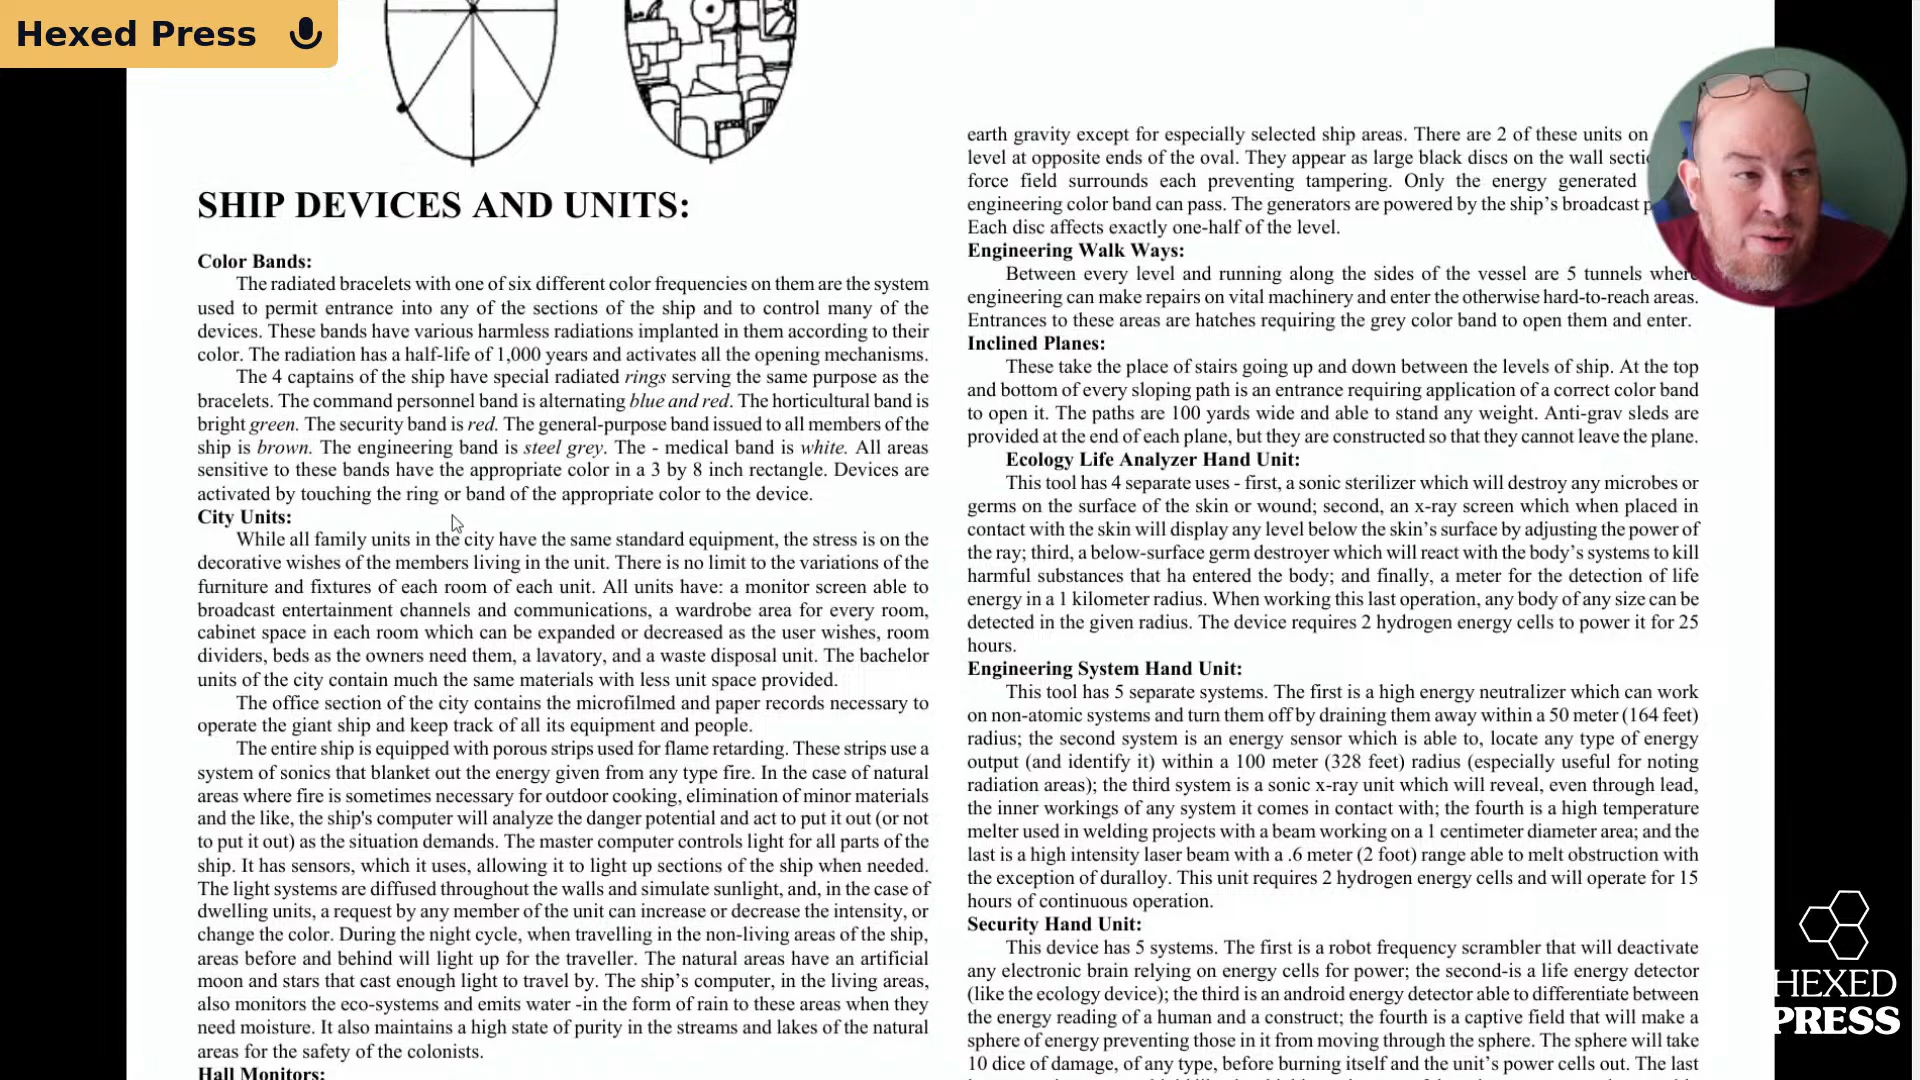 Hexed Press
SHIP DEVICES AND UNITS:
Color Bands:
The radiated bracelets with one of six different color frequencies on them are the system
used to permit entrance into any of the sections of the ship and to control many of the
devices. These bands have various harmless radiations implanted in them according to their
color. The radiation has a half-life of 1,000 years and activates all the opening mechanisms.
The 4 captains of the ship have special radiated rings serving the same purpose as the
bracelets. The command personnel band is alternating blue and red. The horticultural band is
bright green. The security band is red. The general-purpose band issued to all members of the
ship is brown. The engineering band is steel grey. The - medical band is white. All areas
sensitive to these bands have the appropriate color in a 3 by 8 inch rectangle. Devices are
activated by touching the ring or band of the appropriate color to the device.
City Units:
While all family units in the city have the same standard equipment, the stress is on the
decorative wishes of the members living in the unit. There is no limit to the variations of the
furniture and fixtures of each room of each unit. All units have: a monitor screen able to
broadcast entertainment channels and communications, a wardrobe area for every room,
cabinet space in each room which can be expanded or decreased as the user wishes, room
dividers, beds as the owners need them, a lavatory, and a waste disposal unit. The bachelor
units of the city contain much the same materials with less unit space provided.
The office section of the city contains the microfilmed and paper records necessary to
operate the giant ship and keep track of all its equipment and people.
The entire ship is equipped with porous strips used for flame retarding. These strips use a
system of sonics that blanket out the energy given from any type fire. In the case of natural
areas where fire is sometimes necessary for outdoor cooking, elimination of minor materials
and the like, the ship's computer will analyze the danger potential and act to put it out (or not
to put it out) as the situation demands. The master computer controls light for all parts of the
ship. It has sensors, which it uses, allowing it to light up sections of the ship when needed.
The light systems are diffused throughout the walls and simulate sunlight, and, in the case of
dwelling units, a request by any member of the unit can increase or decrease the intensity, or
change the color. During the night cycle, when travelling in the non-living areas of the ship,
areas before and behind will light up for the traveller. The natural areas have an artificial
moon and stars that cast enough light to travel by. The ship's computer, in the living areas,
also monitors the eco-systems and emits water -in the form of rain to these areas when they
need moisture. It also maintains a high state of purity in the streams and lakes of the natural
areas for the safety of the colonists.
Hall Monitors:
earth gravity except for especially selected ship areas. There are 2 of these units on
level at opposite ends of the oval. They appear as large black discs on the wall
force field surrounds each preventing tampering. Only the energy generated
engineering color band can pass. The generators are powered by the ship's broadcast
Each disc affects exactly one-half of the level.
Engineering Walk Ways:
Between every level and running along the sides of the vessel are 5 tunnels where
engineering can make repairs on vital machinery and enter the otherwise hard-to-reach areas.
Entrances to these areas are hatches requiring the grey color band to open them and enter.
Inclined Planes:
These take the place of stairs going up and down between the levels of ship. At the top
and bottom of every sloping path is an entrance requiring application of a correct color band
to open it. The paths are 100 yards wide and able to stand any weight. Anti-grav sleds are
provided at the end of each plane, but they are constructed so that they cannot leave the plane.
Ecology Life Analyzer Hand Unit:
This tool has 4 separate uses - first, a sonic sterilizer which will destroy any microbes or
germs on the surface of the skin or wound; second, an x-ray screen which when placed in
contact with the skin will display any level below the skin's surface by adjusting the power of
the ray; third, a below-surface germ destroyer which will react with the body's systems to kill
harmful substances that ha entered the body; and finally, a meter for the detection of life
energy in a 1 kilometer radius. When working this last operation, any body of any size can be
detected in the given radius. The device requires 2 hydrogen energy cells to power it for 25
hours.
Engineering System Hand Unit:
This tool has 5 separate systems. The first is a high energy neutralizer which can work
on non-atomic systems and turn them off by draining them away within a 50 meter (164 feet)
radius; the second system is an energy sensor which is able to, locate any type of energy
output (and identify it) within a 100 meter (328 feet) radius (especially useful for noting
radiation areas); the third system is a sonic x-ray unit which will reveal, even through lead,
the inner workings of any system it comes in contact with; the fourth is a high temperature
melter used in welding projects with a beam working on a 1 centimeter diameter area; and the
last is a high intensity laser beam with a .6 meter (2 foot) range able to melt obstruction with
the exception of duralloy. This unit requires 2 hydrogen energy cells and will operate for 15
hours of continuous operation.
Security Hand Unit:
This device has 5 systems. The first is a robot frequency scrambler that will deactivate
any electronic brain relying on energy cells for power; the second-is a life energy detector
(like the ecology device); the third is an android energy detector able to differentiate between
the energy reading of a human and a construct; the fourth is a captive field that will make a
sphere of energy preventing those in it from moving through the sphere. The sphere will take
10 dice of damage, of any type, before burning itself and the unit's power cells out. The last
HEXED
PRESS